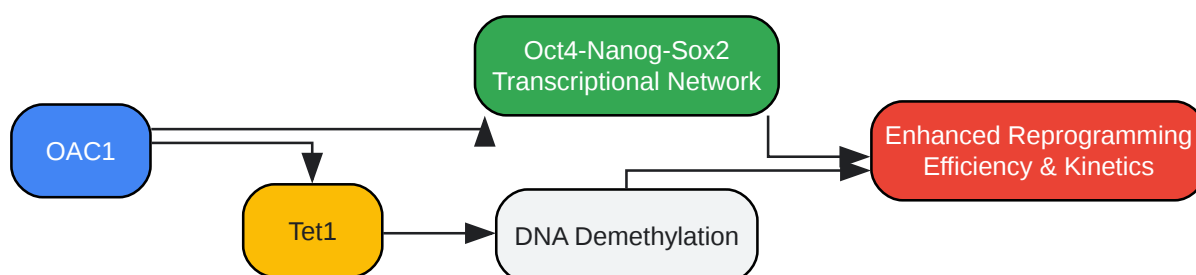 OAC1
Oct4-Nanog-Sox2
Transcriptional Network
Tet1
DNA Demethylation
Enhanced Reprogramming
Efficiency & Kinetics